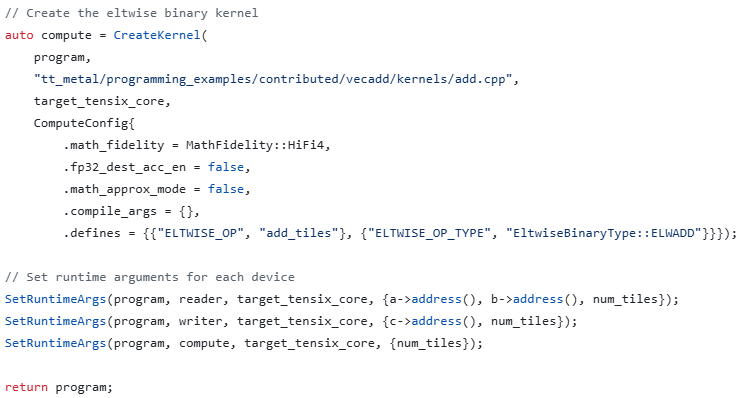 // Create the eltwise binary kernel
auto compute = CreateKernel(
    program,
    "tt_metal/programming_examples/contributed/vecadd/kernels/add.cpp",
    target_tensix_core,
    ComputeConfig{
        .math_fidelity = MathFidelity::HiFi4,
        .fp32_dest_acc_en = false,
        .math_approx_mode = false,
        .compile_args = {},
        .defines = {{"ELTWISE_OP", "add_tiles"}, {"ELTWISE_OP_TYPE", "EltwiseBinaryType::ELWADD"}}});

// Set runtime arguments for each device
SetRuntimeArgs(program, reader, target_tensix_core, {a->address(), b->address(), num_tiles});
SetRuntimeArgs(program, writer, target_tensix_core, {c->address(), num_tiles});
SetRuntimeArgs(program, compute, target_tensix_core, {num_tiles});

return program;